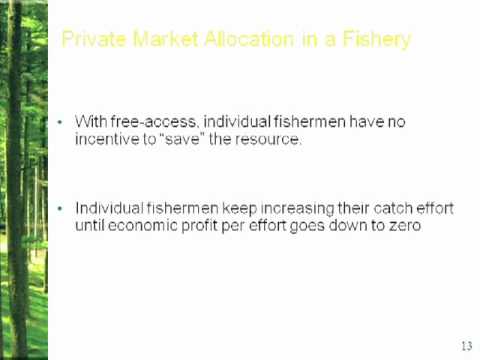 Private Market Allocation in a Fishery
• With free-access, individual fishermen have no
incentive to "save" the resource.
• Individual fishermen keep increasing their catch effort
until economic profit per effort goes down to zero
13